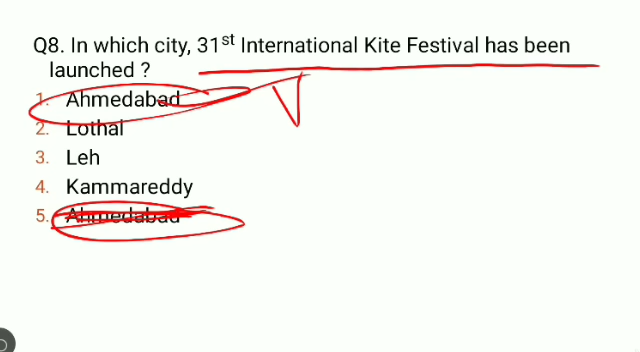 Q8. In which city, 31st International Kite Festival has been
launched ?
1. Ahmedabad
2. Lothal
3. Leh
4. Kammareddy
5. Ahmedabad